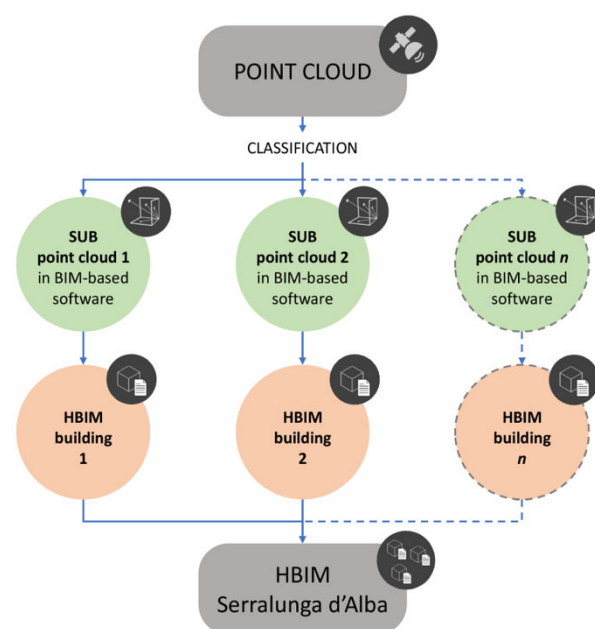 POINT CLOUD
CLASSIFICATION
SUB
point cloud 1
in BIM-based
software
SUB
point cloud 2
in BIM-based
software
SUB
point cloud n
in BIM-based
software
HBIM
building
1
HBIM
building
2
HBIM
building
n
HBIM
Serralunga d’Alba